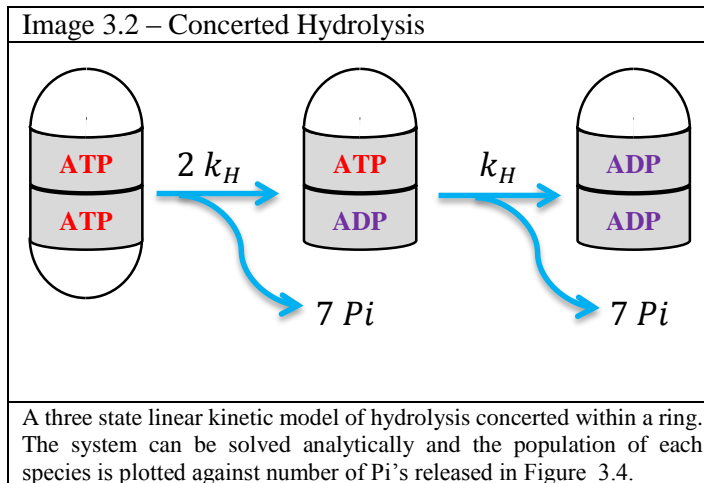 Image 3.2 – Concerted Hydrolysis
ATP
ATP
2 k_H
ATP
ADP
k_H
ADP
ADP
7 Pi
7 Pi
A three state linear kinetic model of hydrolysis concerted within a ring.
The system can be solved analytically and the population of each
species is plotted against number of Pi's released in Figure 3.4.